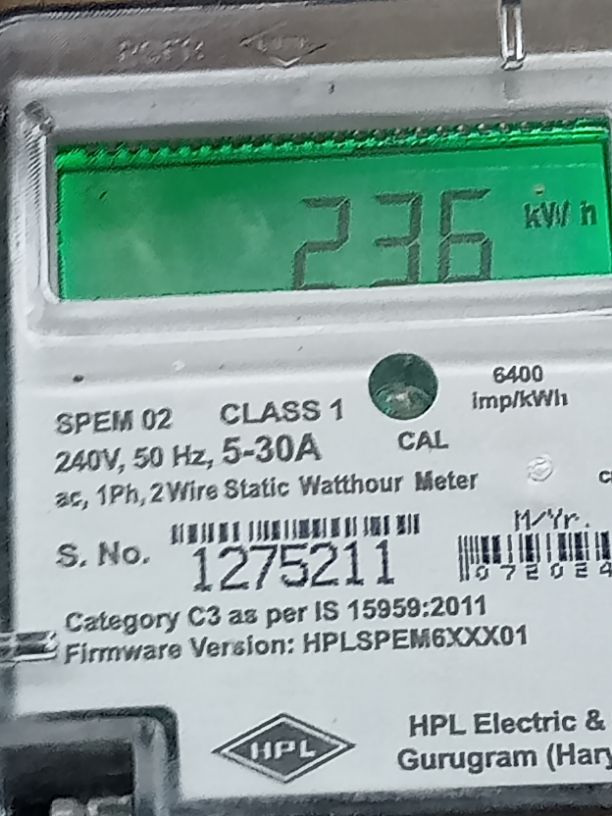 236 kWh
6400
imp/kWh
SPEM 02 CLASS 1
CAL
240V, 50 Hz, 5-30A
ac, 1Ph, 2 Wire Static Watthour Meter
M/Yr.
S. No. 1275211
072024
Category C3 as per IS 15959:2011
Firmware Version: HPLSPEM6XXX01
HPL
HPL Electric &
Gurugram (Hary